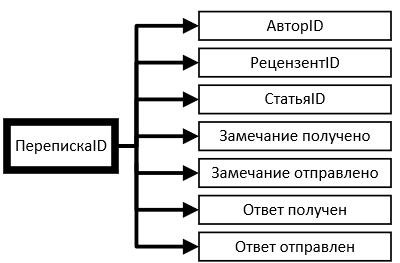 АвторID
РецензентID
СтатьяID
ПерепискаID
Замечание получено
Замечание отправлено
Ответ получен
Ответ отправлен